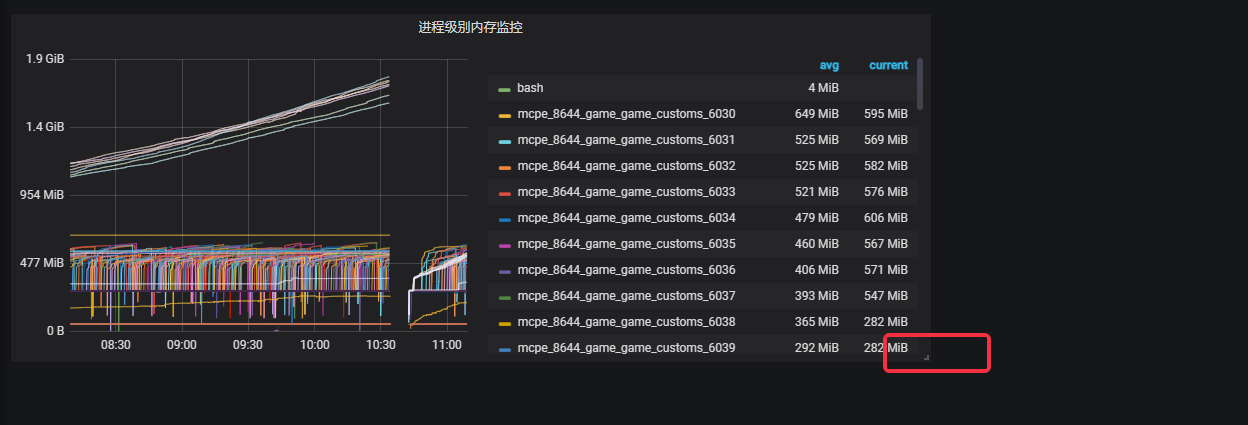 进程级别内存监控
1.9 GiB
1.4 GiB
954 MiB
477 MiB
0 B
08:30 09:00 09:30 10:00 10:30 11:00
avg current
bash 4 MiB
mcpe_8644_game_game_customs_6030 649 MiB 595 MiB
mcpe_8644_game_game_customs_6031 525 MiB 569 MiB
mcpe_8644_game_game_customs_6032 525 MiB 582 MiB
mcpe_8644_game_game_customs_6033 521 MiB 576 MiB
mcpe_8644_game_game_customs_6034 479 MiB 606 MiB
mcpe_8644_game_game_customs_6035 460 MiB 567 MiB
mcpe_8644_game_game_customs_6036 406 MiB 571 MiB
mcpe_8644_game_game_customs_6037 393 MiB 547 MiB
mcpe_8644_game_game_customs_6038 365 MiB 282 MiB
mcpe_8644_game_game_customs_6039 292 MiB 282 MiB